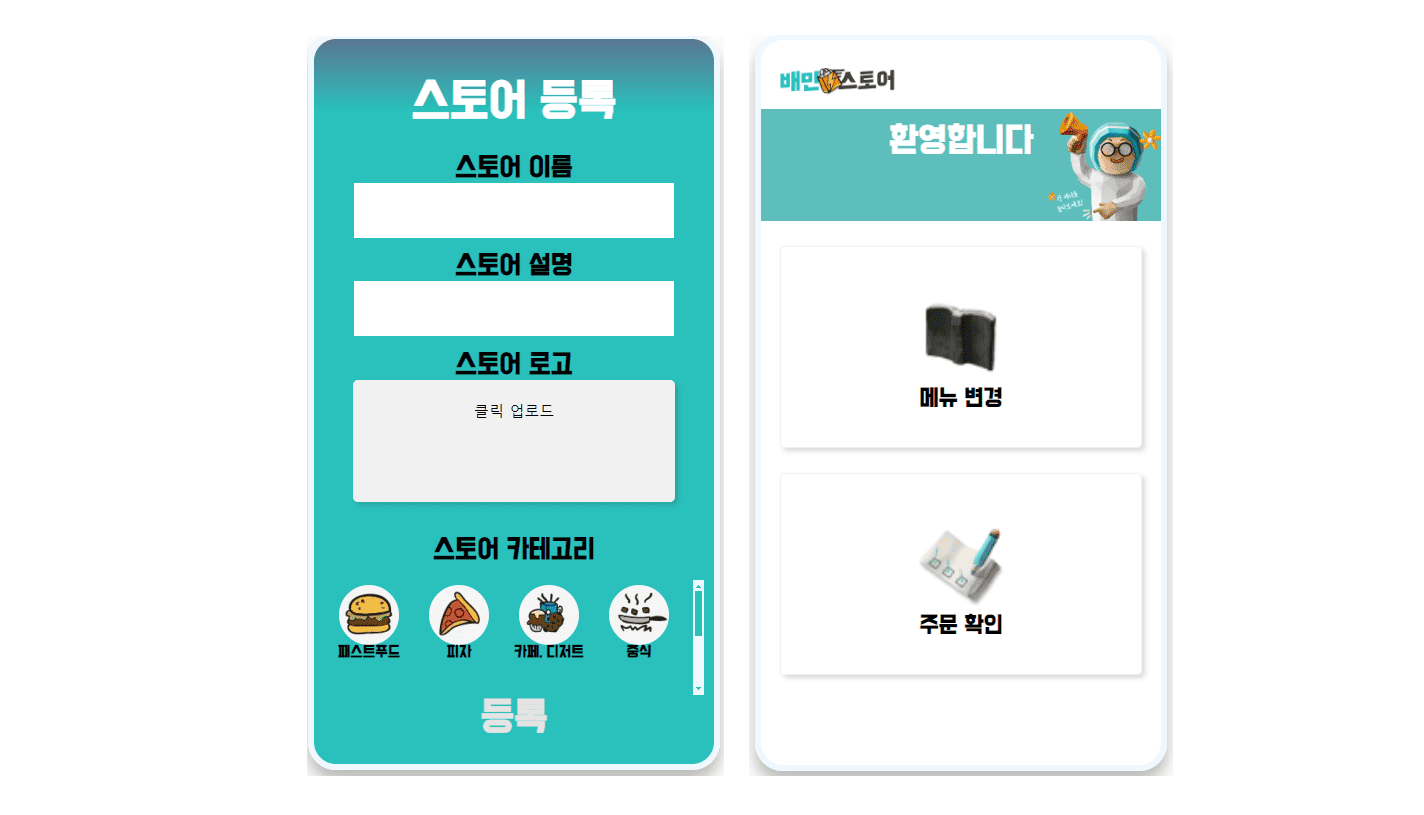 스토어 등록
스토어 이름
스토어 설명
스토어 로고
클릭 업로드
스토어 카테고리
패스트푸드
피자
카페, 디저트
중식
등록
배민스토어
환영합니다
메뉴 변경
주문 확인